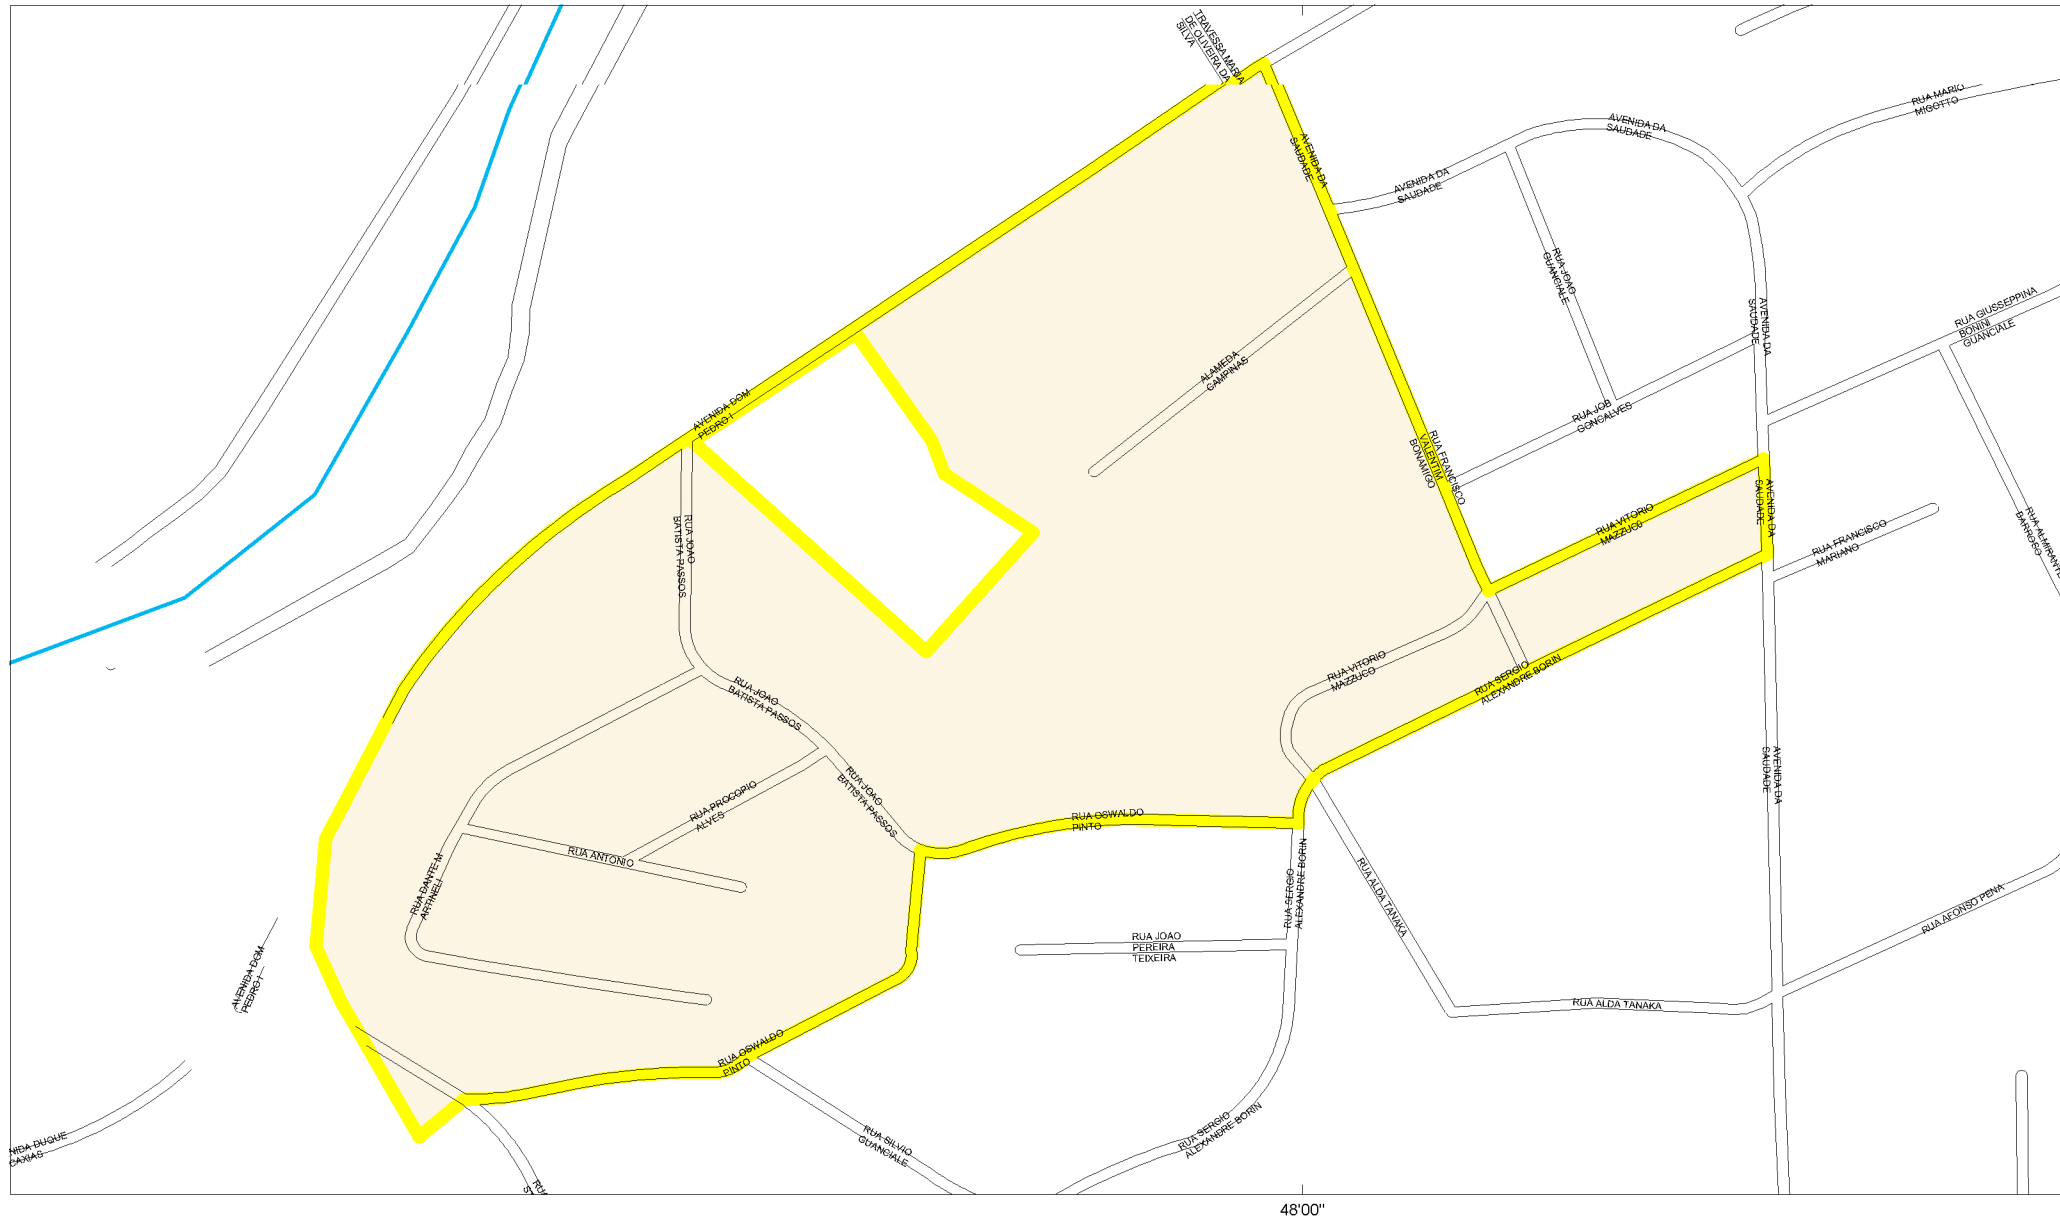 TRAVESSA MARIA
DE OLIVEIRA DA
SILVA
RUA MARIO
MIGOTTO
AVENIDA DA
SAUDADE
AVENIDA DA
SAUDADE
AVENIDA DA
SAUDADE
RUA JOAO
GUANCIALE
RUA GIUSSEPPINA
BONINI
GUANCIALE
AVENIDA DA
SAUDADE
ALAMEDA
CAMPINAS
AVENIDA DOM
PEDRO I
RUA JOB
GONCALVES
RUA FRANCISCO
VALENTIM
BONAMIGO
AVENIDA DA
SAUDADE
RUA VITORIO
MAZZUCO
RUA FRANCISCO
MARIANO
RUA ALMIRANTE
BARROSO
RUA JOAO
BATISTA PASSOS
RUA VITORIO
MAZZUCO
RUA SERGIO
ALEXANDRE BORIN
RUA JOAO
BATISTA PASSOS
AVENIDA DA
SAUDADE
RUA JOAO
BATISTA PASSOS
RUA PROCOPIO
ALVES
RUA OSWALDO
PINTO
RUA ANTONIO
RUA DANTE M
ARTINELI
RUA SERGIO
ALEXANDRE BORIN
RUA ALDA TANAKA
RUA AFONSO PENA
RUA JOAO
PEREIRA
TEIXEIRA
AVENIDA DOM
PEDRO I
RUA ALDA TANAKA
RUA OSWALDO
PINTO
RUA SILVIO
GUANCIALE
RUA SERGIO
ALEXANDRE BORIN
NIDA DUQUE
CAXIAS
48'00"